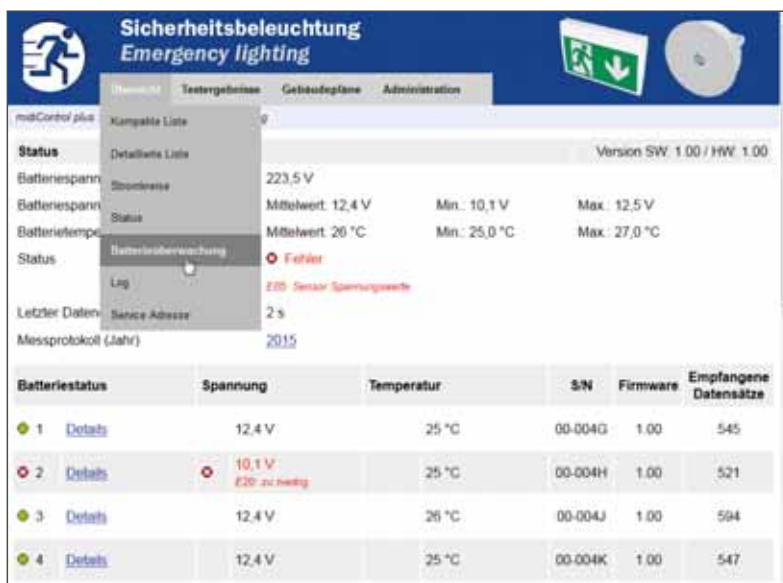 Sicherheitsbeleuchtung
Emergency lighting
Übersicht Testergebnisse Gebäudepläne Administration
midiControl plus g
Kompakte Liste
Detaillierte Liste
Stromkreise
Status
Batterieüberwachung
Log
Service Adresse
Status Version SW: 1.00 / HW: 1.00
Batteriespann 223,5 V
Batteriespann Mittelwert: 12,4 V Min.: 10,1 V Max.: 12,5 V
Batterietempe Mittelwert: 26 °C Min.: 25,0 °C Max.: 27,0 °C
Status Fehler
Sensor Spannungswerte
Letzter Daten 2 s
Messprotokoll (Jahr) 2015
Batteriestatus Spannung Temperatur S/N Firmware Empfangene Datensätze
1 Details 12,4 V 25 °C 00-004G 1.00 545
2 Details 10,1 V 25 °C 00-004H 1.00 521
E20: zu niedrig
3 Details 12,4 V 26 °C 00-004J 1.00 594
4 Details 12,4 V 25 °C 00-004K 1.00 547